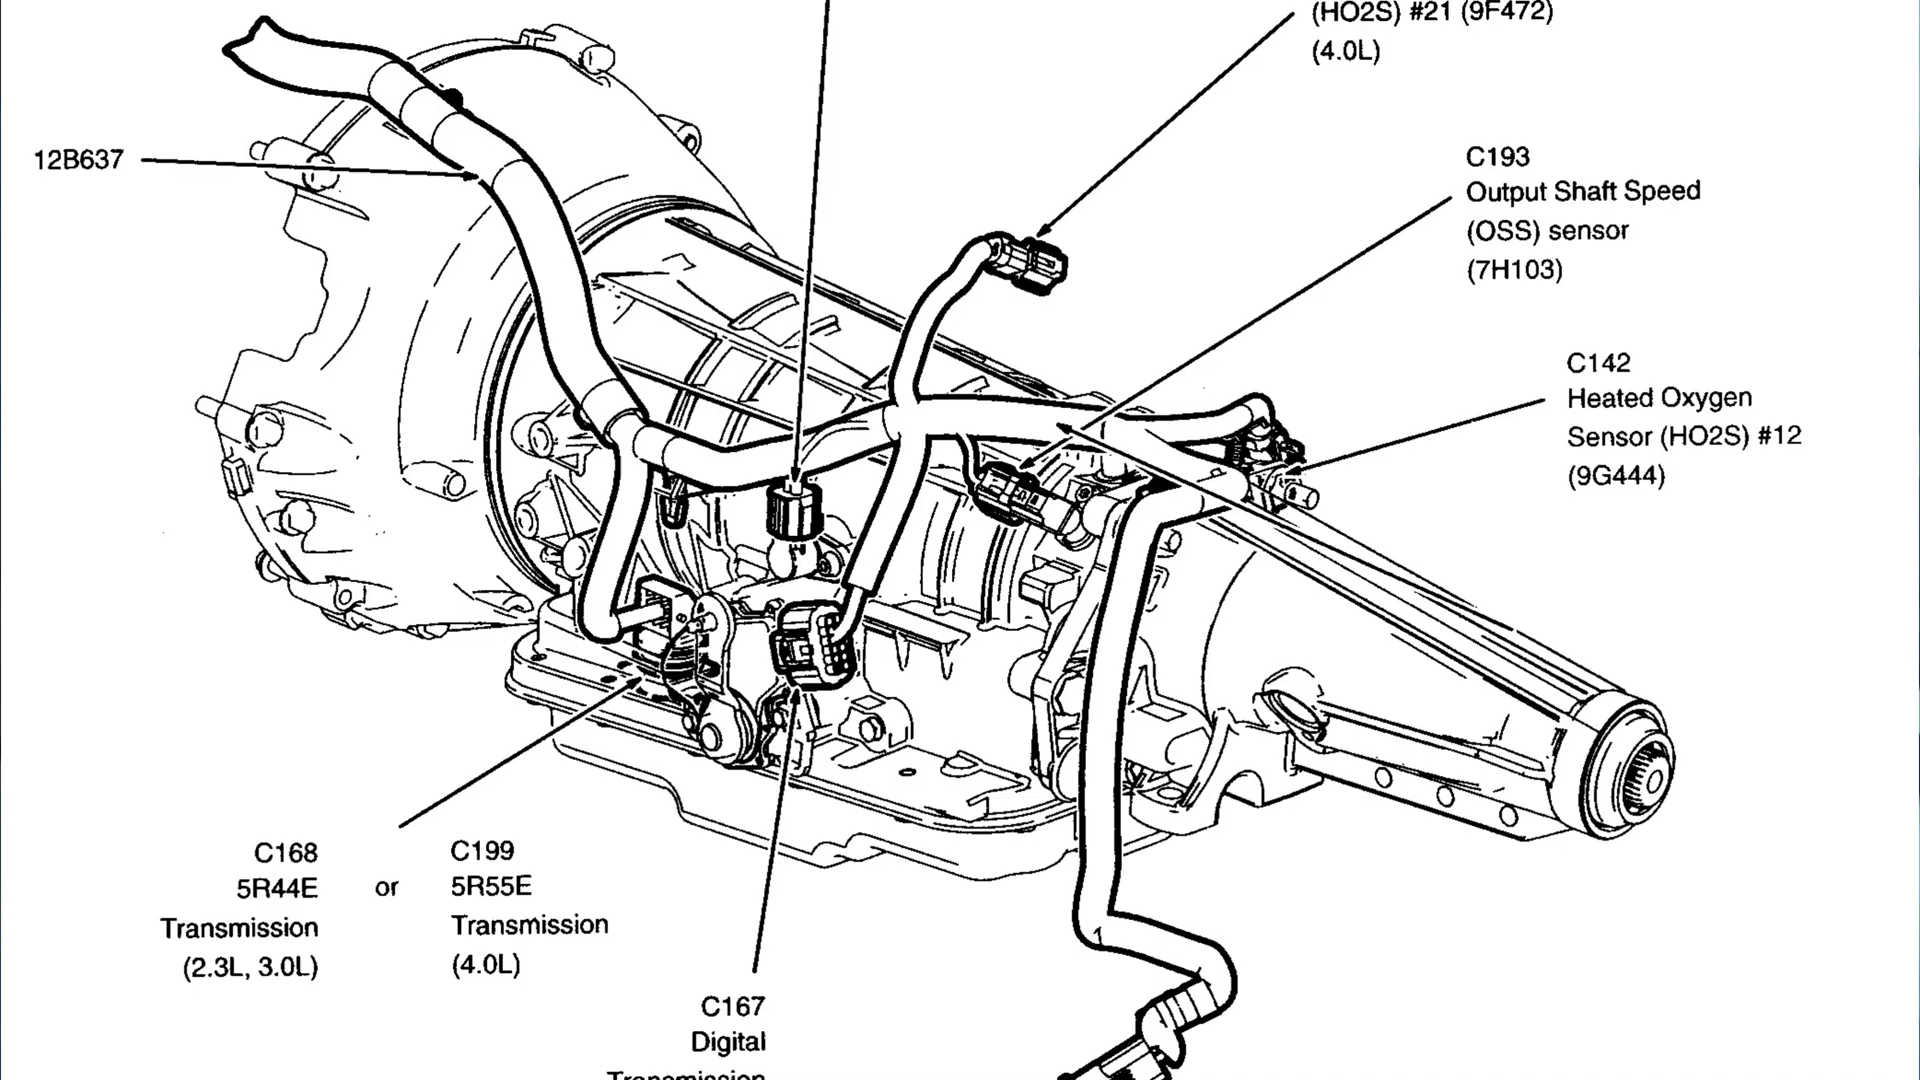 (HO2S) #21 (9F472)
(4.0L)
12B637
C193
Output Shaft Speed
(OSS) sensor
(7H103)
C142
Heated Oxygen
Sensor (HO2S) #12
(9G444)
C168
5R44E
Transmission
(2.3L, 3.0L)
or
C199
5R55E
Transmission
(4.0L)
C167
Digital
Transmission